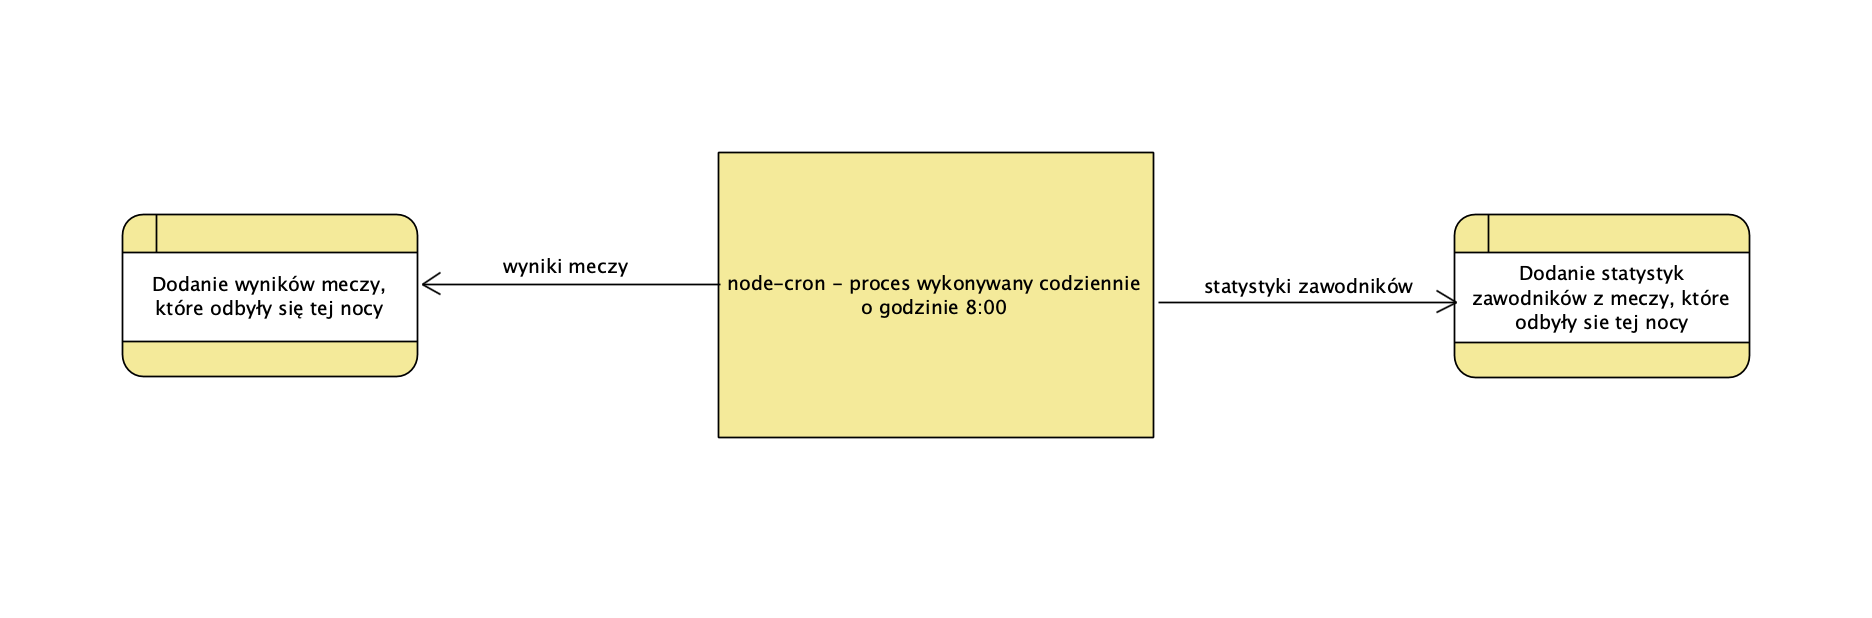 wyniki meczy
Dodanie wyników meczy,
które odbyły się tej nocy
node-cron - proces wykonywany codziennie
o godzinie 8:00
statystyki zawodników
Dodanie statystyk
zawodników z meczy, które
odbyły sie tej nocy